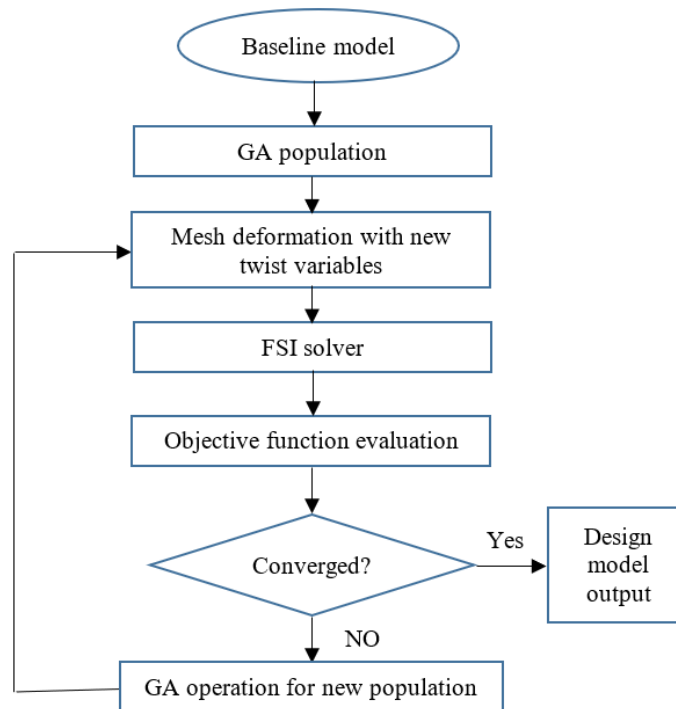 Baseline model
GA population
Mesh deformation with new
twist variables
FSI solver
Objective function evaluation
Converged?
Yes
Design
model
output
NO
GA operation for new population